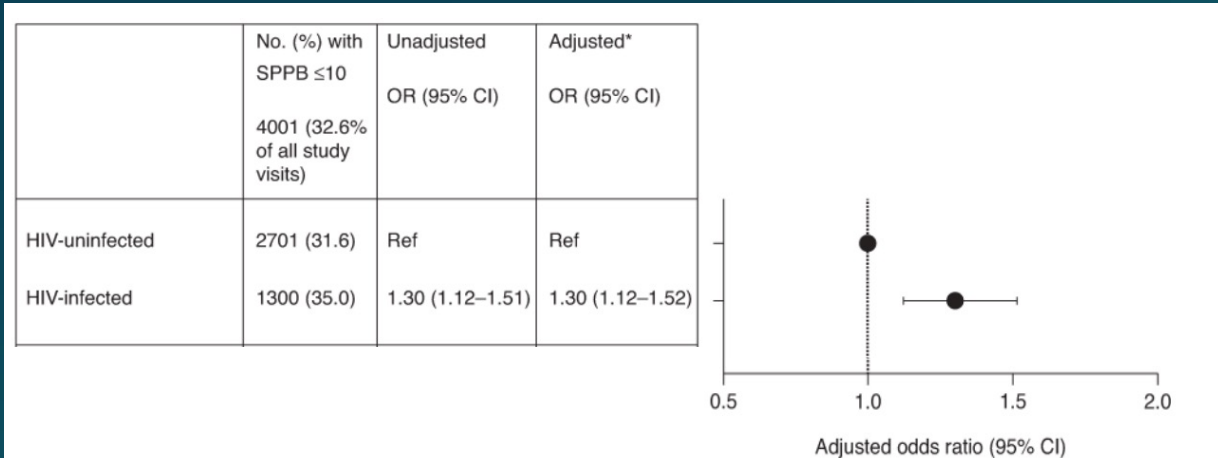 No. (%) with
SPPB ≤10
4001 (32.6%
of all study
visits)
Unadjusted
OR (95% CI)
Adjusted*
OR (95% CI)
HIV-uninfected 2701 (31.6) Ref Ref
HIV-infected 1300 (35.0) 1.30 (1.12–1.51) 1.30 (1.12–1.52)
0.5 1.0 1.5 2.0
Adjusted odds ratio (95% CI)